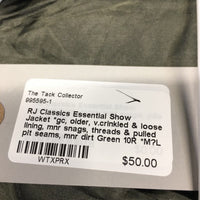 The Tack Collector
995595-1
RJ Classics Essential Show
Jacket *gc, older, v.crinkled & loose
lining, mnr snags, threads & pulled
pit seams, mnr dirt Green 10R *M?L
WTXPRX
$50.00